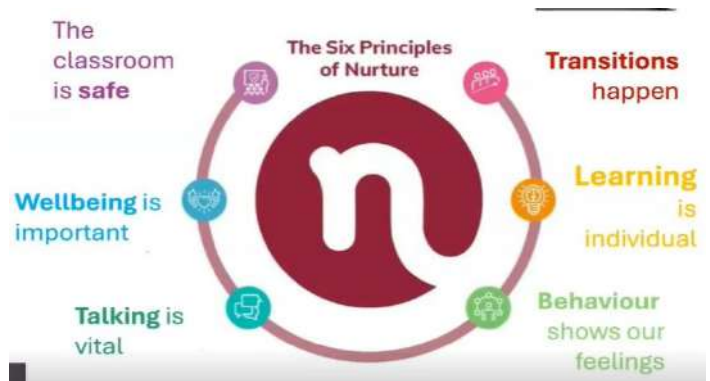 The Six Principles
of Nurture
The
classroom
is safe
Transitions
happen
Wellbeing is
important
Learning
is
individual
Talking is
vital
Behaviour
shows our
feelings
n